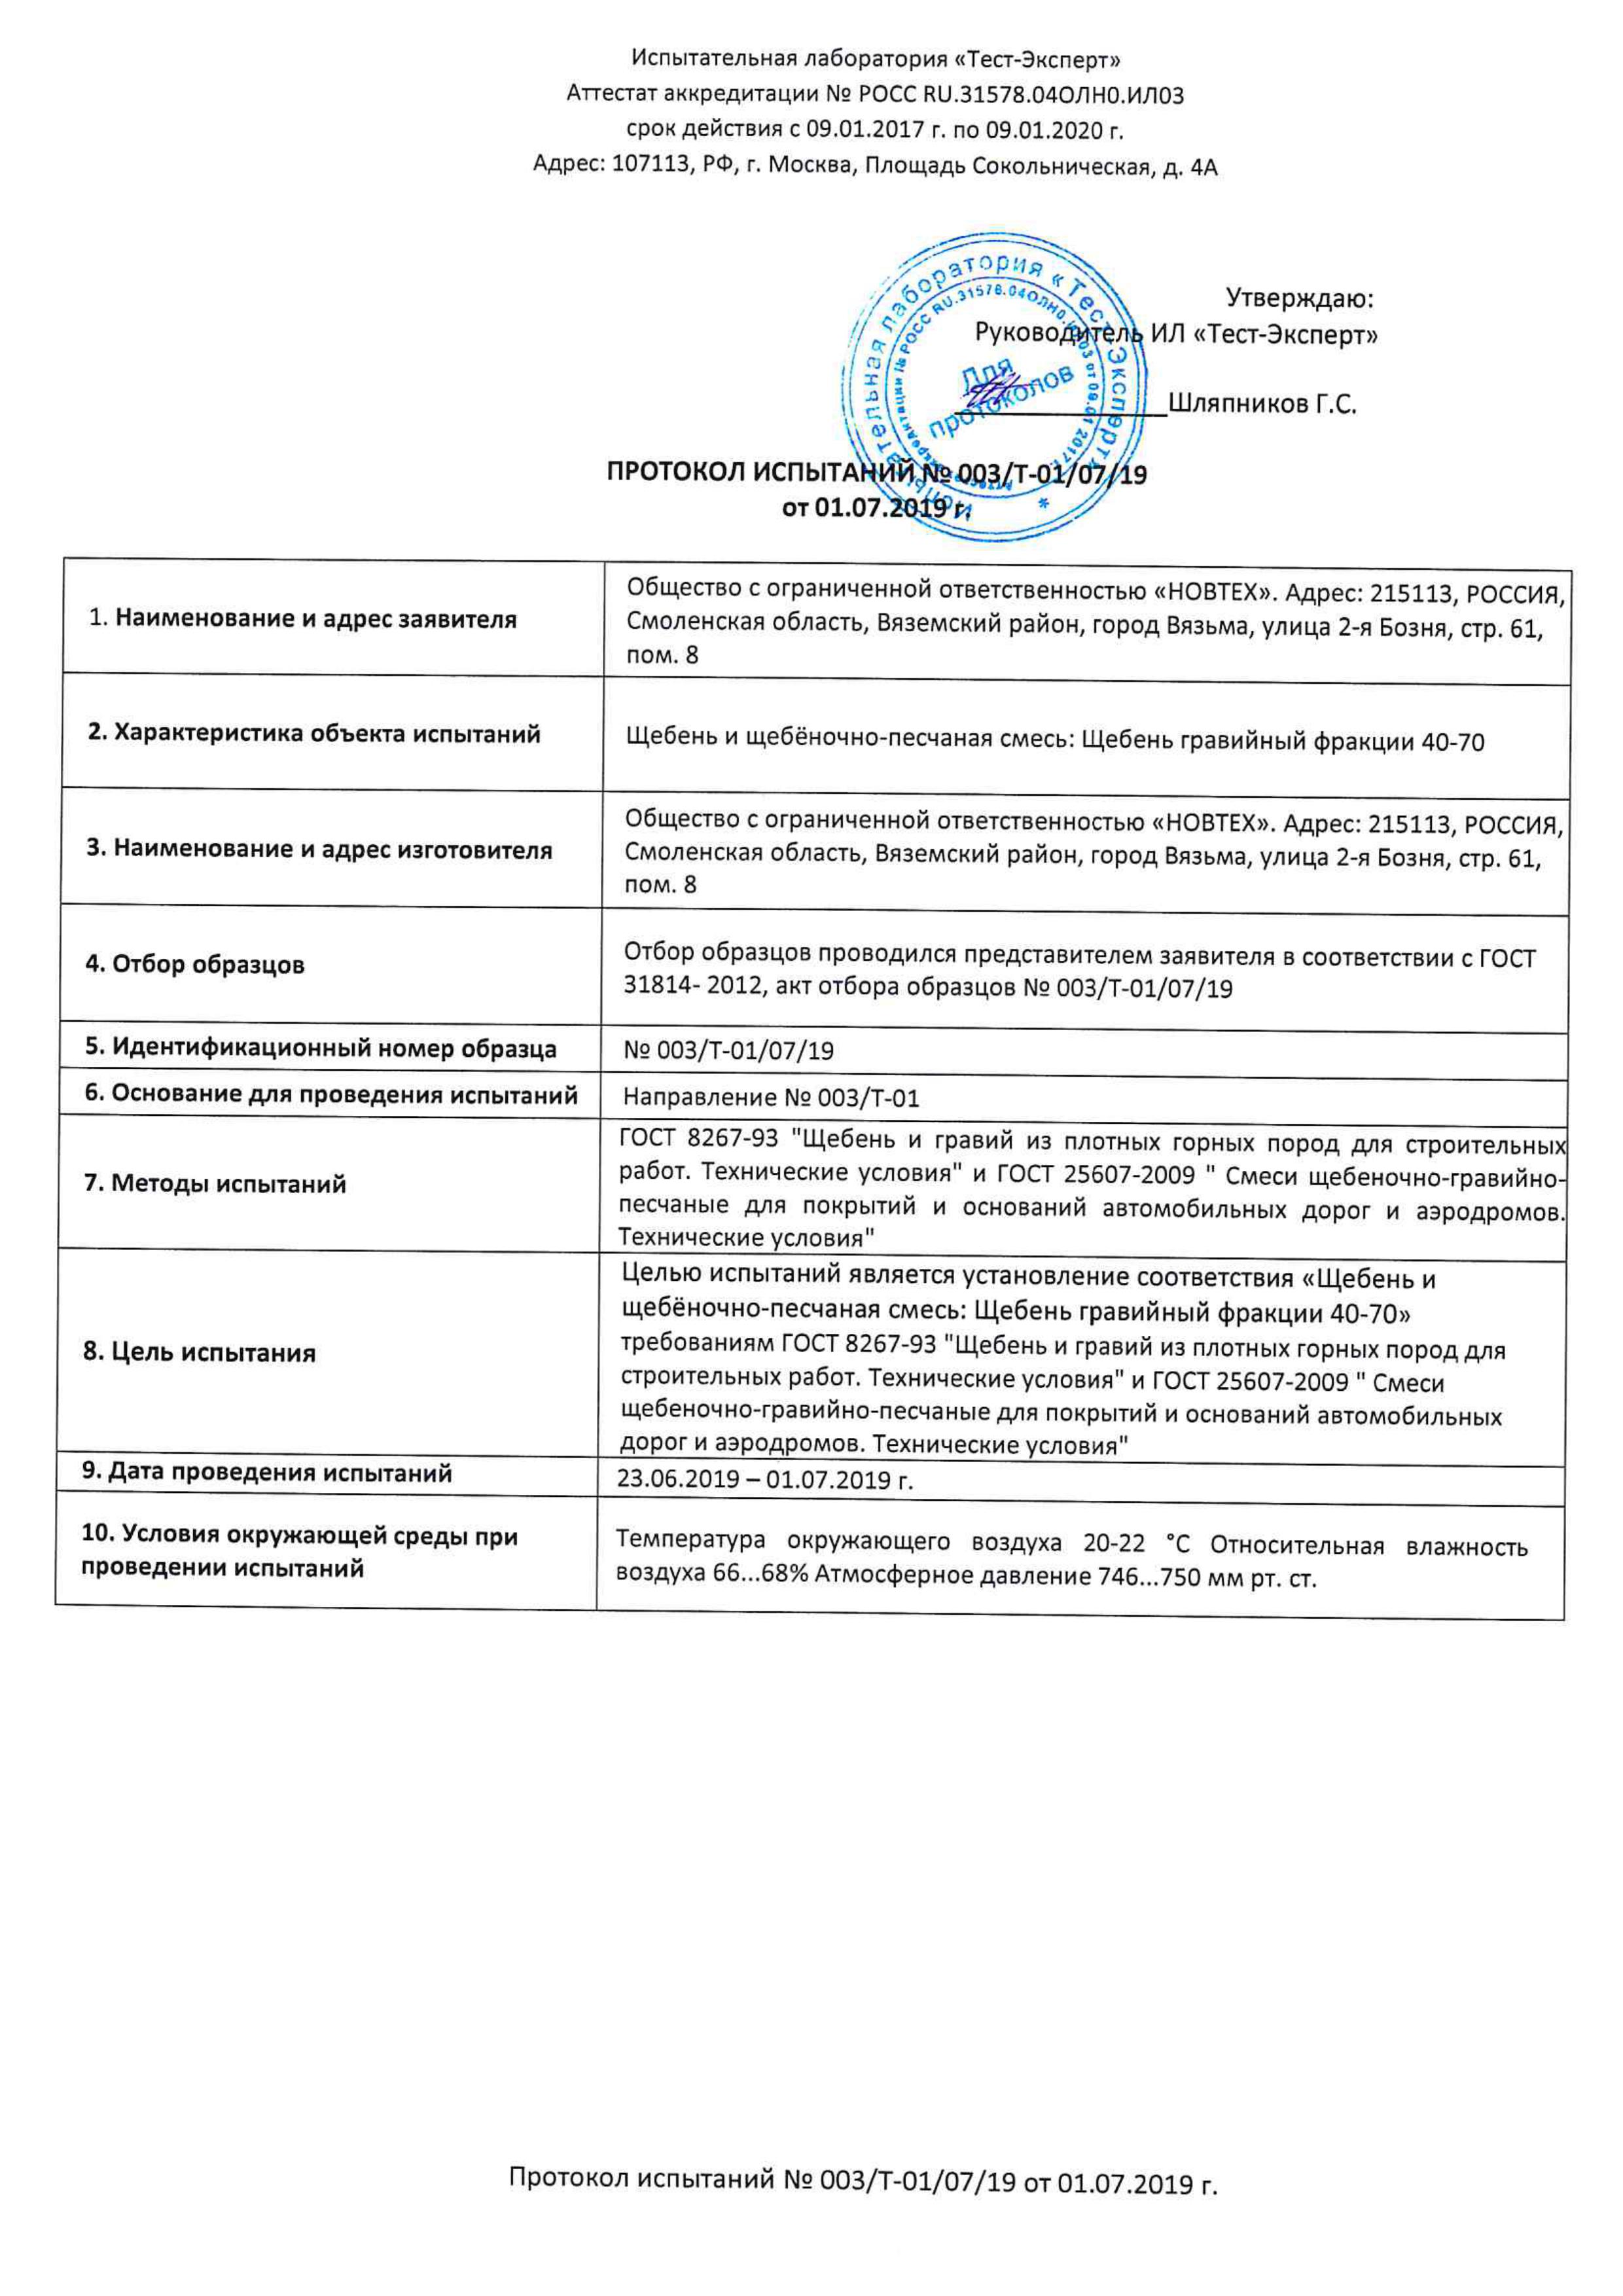 Испытательная лаборатория «Тест-Эксперт»
Аттестат аккредитации № РОСС RU.31578.04ОЛН0.ИЛ03
срок действия с 09.01.2017 г. по 09.01.2020 г.
Адрес: 107113, РФ, г. Москва, Площадь Сокольническая, д. 4А
Утверждаю:
Руководитель ИЛ «Тест-Эксперт»
Шляпников Г.С.
Испытательная лаборатория «Тест-Эксперт» *
Аттестат аккредитации № РОСС RU.31578.04ОЛН0.ИЛ03 от 09.01 2017 г.
Для
протоколов
ПРОТОКОЛ ИСПЫТАНИЙ № 003/Т-01/07/19
от 01.07.2019 г.
1. Наименование и адрес заявителя
Общество с ограниченной ответственностью «НОВТЕХ». Адрес: 215113, РОССИЯ,
Смоленская область, Вяземский район, город Вязьма, улица 2-я Бозня, стр. 61,
пом. 8
2. Характеристика объекта испытаний
Щебень и щебёночно-песчаная смесь: Щебень гравийный фракции 40-70
3. Наименование и адрес изготовителя
Общество с ограниченной ответственностью «НОВТЕХ». Адрес: 215113, РОССИЯ,
Смоленская область, Вяземский район, город Вязьма, улица 2-я Бозня, стр. 61,
пом. 8
4. Отбор образцов
Отбор образцов проводился представителем заявителя в соответствии с ГОСТ
31814- 2012, акт отбора образцов № 003/Т-01/07/19
5. Идентификационный номер образца
№ 003/Т-01/07/19
6. Основание для проведения испытаний
Направление № 003/Т-01
7. Методы испытаний
ГОСТ 8267-93 "Щебень и гравий из плотных горных пород для строительных
работ. Технические условия" и ГОСТ 25607-2009 " Смеси щебеночно-гравийно-
песчаные для покрытий и оснований автомобильных дорог и аэродромов.
Технические условия"
8. Цель испытания
Целью испытаний является установление соответствия «Щебень и
щебёночно-песчаная смесь: Щебень гравийный фракции 40-70»
требованиям ГОСТ 8267-93 "Щебень и гравий из плотных горных пород для
строительных работ. Технические условия" и ГОСТ 25607-2009 " Смеси
щебеночно-гравийно-песчаные для покрытий и оснований автомобильных
дорог и аэродромов. Технические условия"
9. Дата проведения испытаний
23.06.2019 – 01.07.2019 г.
10. Условия окружающей среды при
проведении испытаний
Температура окружающего воздуха 20-22 °С Относительная влажность
воздуха 66...68% Атмосферное давление 746...750 мм рт. ст.
Протокол испытаний № 003/Т-01/07/19 от 01.07.2019 г.